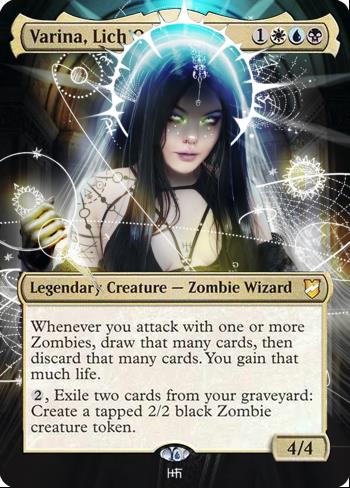 Varina, Lich
1
Legendary Creature — Zombie Wizard
Whenever you attack with one or more
Zombies, draw that many cards, then
discard that many cards. You gain that
much life.
2, Exile two cards from your graveyard:
Create a tapped 2/2 black Zombie
creature token.
4/4